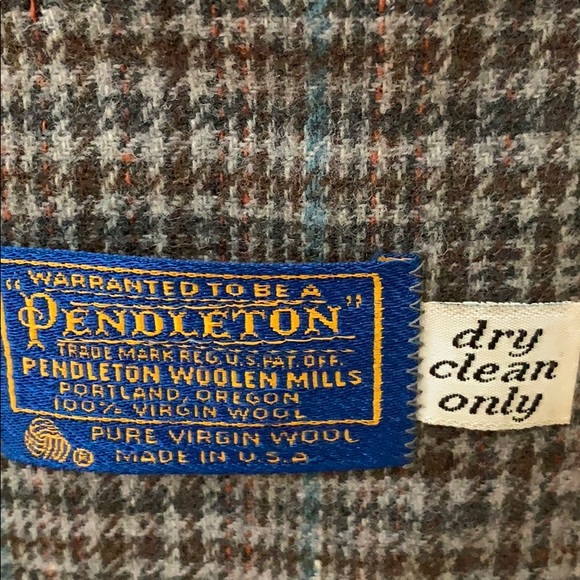 WARRANTED TO BE A
"PENDLETON"
TRADE MARK REG. U.S. PAT. OFF.
PENDLETON WOOLEN MILLS
PORTLAND, OREGON
100% VIRGIN WOOL
PURE VIRGIN WOOL
® MADE IN U.S.A
dry
clean
only